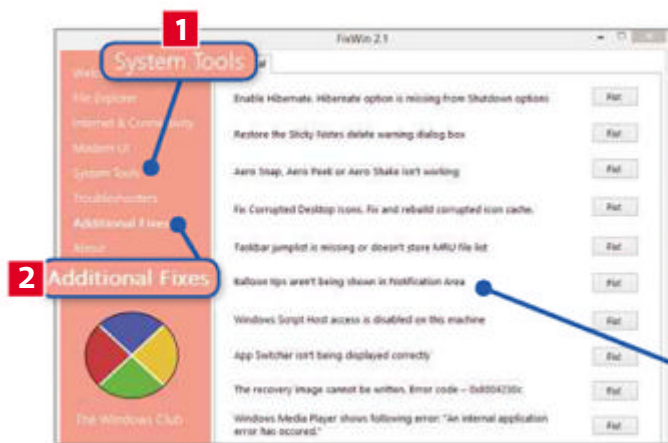 1
System Tools
FixWin 2.1
File Explorer
Internet & Connectivity
Modern UI
System Tools
Troubleshooters
Additional Fixes
About
2
Additional Fixes
The Windows Club
Enable Hibernate. Hibernate option is missing from Shutdown options
Fix!
Restore the Sticky Notes delete warning dialog box
Fix!
Aero Snap, Aero Peek or Aero Shake isn't working
Fix!
Fix Corrupted Desktop Icons. Fix and rebuild corrupted icon cache.
Fix!
Taskbar jumplist is missing or doesn't store MRU file list
Fix!
Balloon tips aren't being shown in Notification Area
Fix!
Windows Script Host access is disabled on this machine
Fix!
App Switcher isn't being displayed correctly
Fix!
The recovery image cannot be written. Error code – 0x8004230c
Fix!
Windows Media Player shows following error: "An internal application
error has occured."
Fix!